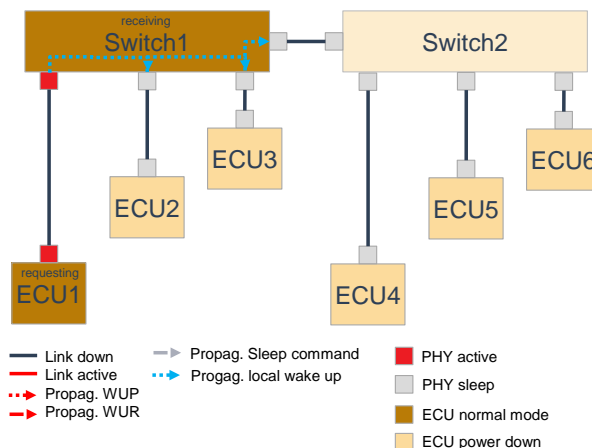 receiving
Switch1
Switch2
ECU3
ECU6
ECU2
ECU5
requesting
ECU1
ECU4
Link down
Link active
Propag. WUP
Propag. WUR
Propag. Sleep command
Progag. local wake up
PHY active
PHY sleep
ECU normal mode
ECU power down